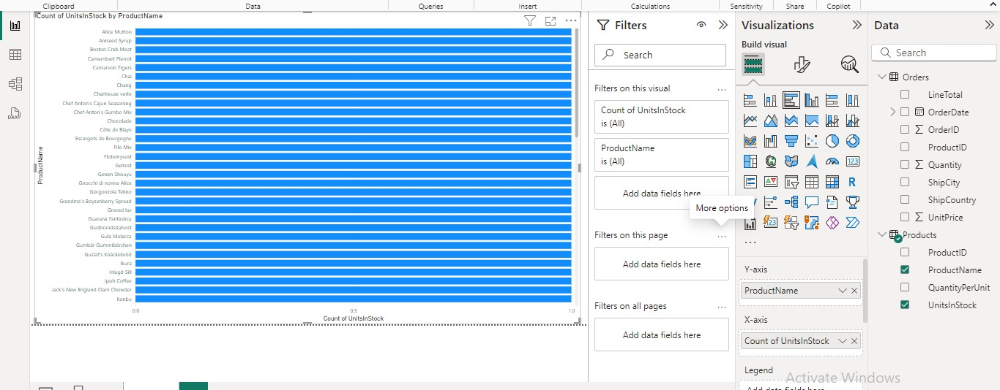 Clipboard
Data
Queries
Insert
Calculations
Sensitivity
Share
Copilot
Count of UnitsInStock by ProductName
ProductName
Alice Mutton
Aniseed Syrup
Boston Crab Meat
Camembert Pierrot
Carnarvon Tigers
Chai
Chang
Chartreuse verte
Chef Anton's Cajun Seasoning
Chef Anton's Gumbo Mix
Chocolade
Côte de Blaye
Escargots de Bourgogne
Filo Mix
Flotemysost
Geitost
Genen Shouyu
Gnocchi di nonna Alice
Gorgonzola Telino
Grandma's Boysenberry Spread
Gravad lax
Guaraná Fantástica
Gudbrandsdalsost
Gula Malacca
Gumbär Gummibärchen
Gustaf's Knäckebröd
Ikura
Inlagd Sill
Ipoh Coffee
Jack's New England Clam Chowder
Konbu
0.0
0.5
1.0
Count of UnitsInStock
Filters
Search
Filters on this visual
Count of UnitsInStock
is (All)
ProductName
is (All)
Add data fields here
More options
Filters on this page
Add data fields here
Filters on all pages
Add data fields here
Visualizations
Build visual
123
R
123
Y-axis
ProductName
X-axis
Count of UnitsInStock
Legend
Add data fields here
Data
Search
Orders
LineTotal
OrderDate
OrderID
ProductID
Quantity
ShipCity
ShipCountry
UnitPrice
Products
ProductID
ProductName
QuantityPerUnit
UnitsInStock
Activate Windows
DAX